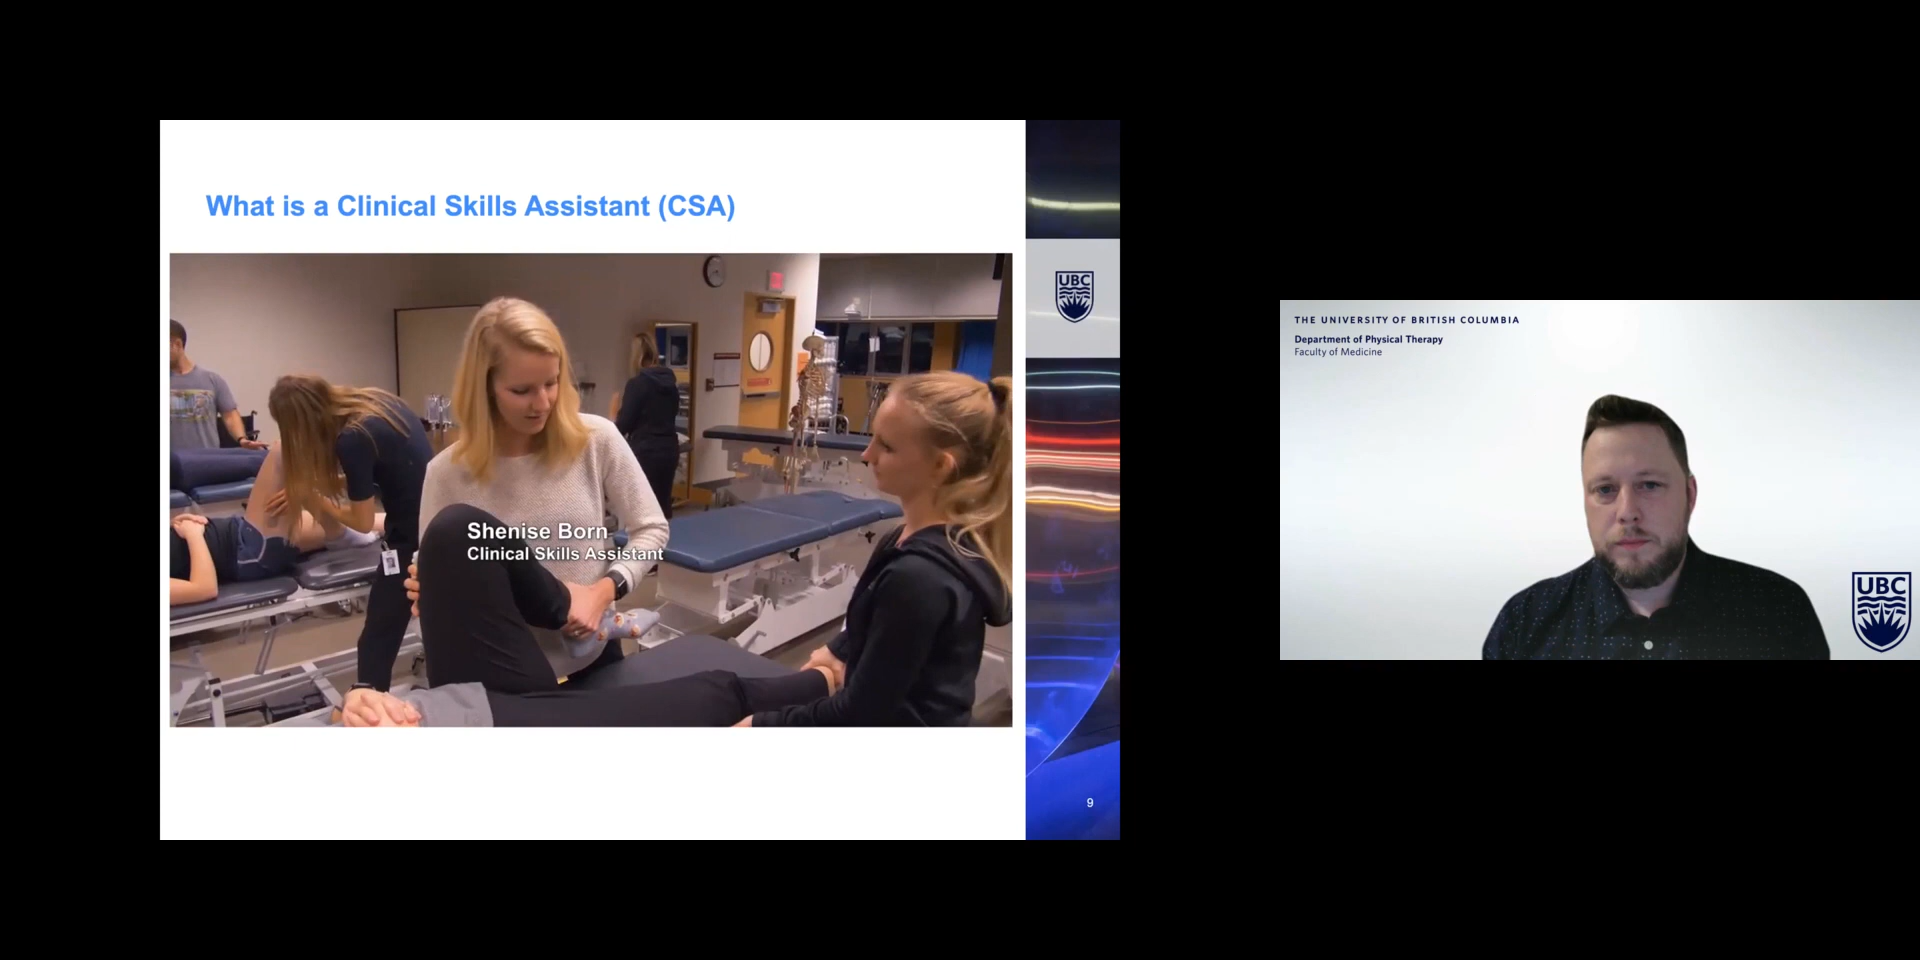 What is a Clinical Skills Assistant (CSA)
UBC
Shenise Born
Clinical Skills Assistant
9
THE UNIVERSITY OF BRITISH COLUMBIA
Department of Physical Therapy
Faculty of Medicine
UBC